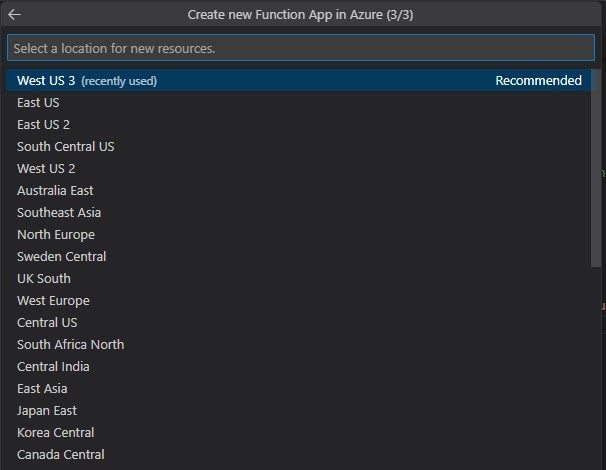 Create new Function App in Azure (3/3)
Select a location for new resources.
West US 3 (recently used) Recommended
East US
East US 2
South Central US
West US 2
Australia East
Southeast Asia
North Europe
Sweden Central
UK South
West Europe
Central US
South Africa North
Central India
East Asia
Japan East
Korea Central
Canada Central